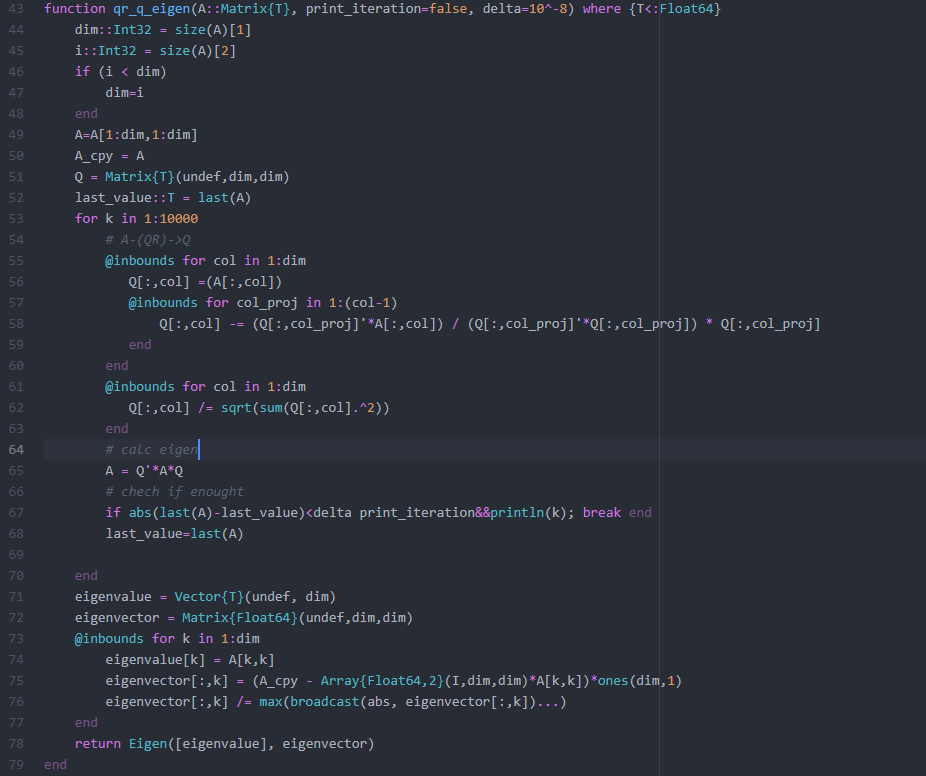 43 function qr_q_eigen(A::Matrix{T}, print_iteration=false, delta=10^-8) where {T<:Float64}
44     dim::Int32 = size(A)[1]
45     i::Int32 = size(A)[2]
46     if (i < dim)
47         dim=i
48     end
49     A=A[1:dim,1:dim]
50     A_cpy = A
51     Q = Matrix{T}(undef,dim,dim)
52     last_value::T = last(A)
53     for k in 1:10000
54         # A-(QR)->Q
55         @inbounds for col in 1:dim
56            Q[:,col] =(A[:,col])
57            @inbounds for col_proj in 1:(col-1)
58                Q[:,col] -= (Q[:,col_proj]'*A[:,col]) / (Q[:,col_proj]'*Q[:,col_proj]) * Q[:,col_proj]
59            end
60         end
61         @inbounds for col in 1:dim
62            Q[:,col] /= sqrt(sum(Q[:,col].^2))
63         end
64         # calc eigen
65         A = Q'*A*Q
66         # chech if enought
67         if abs(last(A)-last_value)<delta print_iteration&&println(k); break end
68         last_value=last(A)
69
70     end
71     eigenvalue = Vector{T}(undef, dim)
72     eigenvector = Matrix{Float64}(undef,dim,dim)
73     @inbounds for k in 1:dim
74         eigenvalue[k] = A[k,k]
75         eigenvector[:,k] = (A_cpy - Array{Float64,2}(I,dim,dim)*A[k,k])*ones(dim,1)
76         eigenvector[:,k] /= max(broadcast(abs, eigenvector[:,k])...)
77     end
78     return Eigen([eigenvalue], eigenvector)
79 end